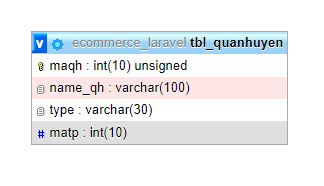 v ecommerce_laravel tbl_quanhuyen
maqh : int(10) unsigned
name_qh : varchar(100)
type : varchar(30)
# matp : int(10)